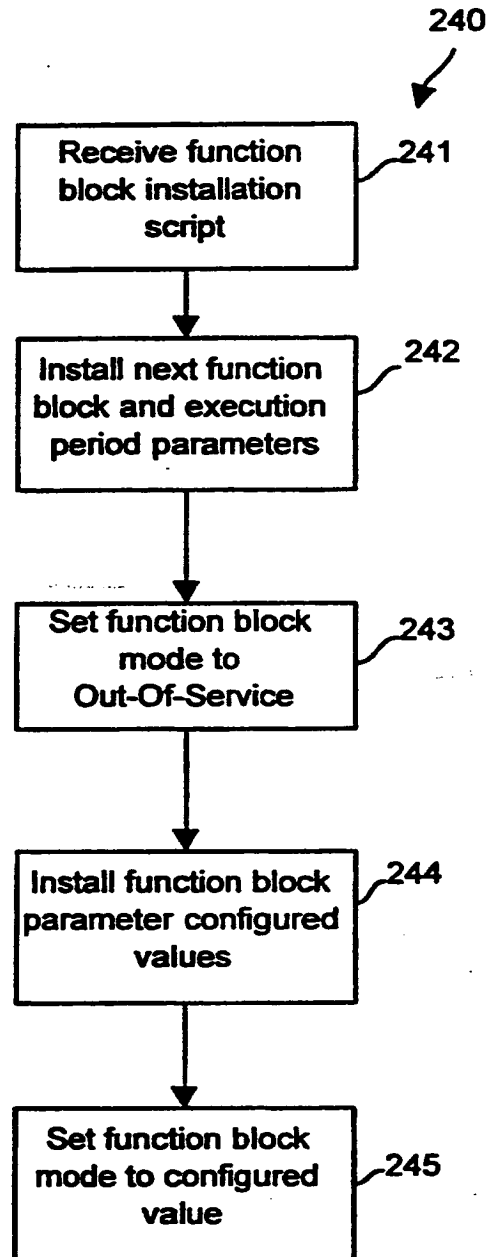 240
Receive function
block installation
script
241
Install next function
block and execution
period parameters
242
Set function block
mode to
Out-Of-Service
243
Install function block
parameter configured
values
244
Set function block
mode to configured
value
245